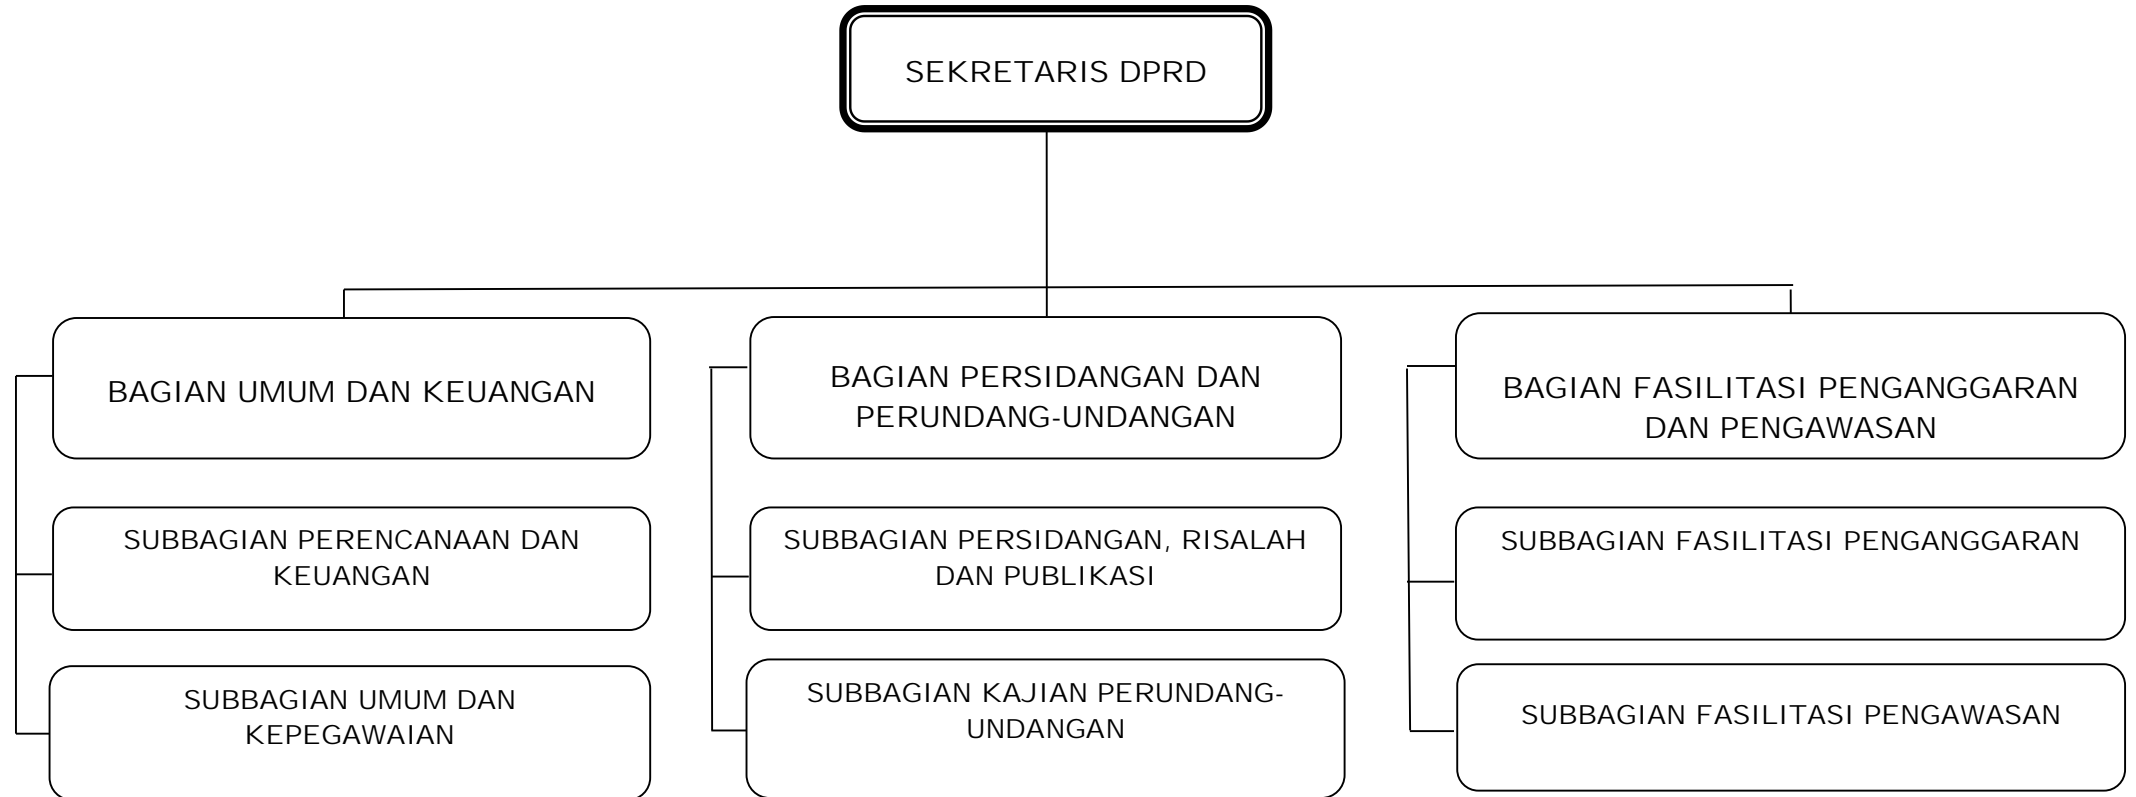 SEKRETARIS DPRD
BAGIAN UMUM DAN KEUANGAN
BAGIAN PERSIDANGAN DAN
PERUNDANG-UNDANGAN
BAGIAN FASILITASI PENGANGGARAN
DAN PENGAWASAN
SUBBAGIAN PERENCANAAN DAN
KEUANGAN
SUBBAGIAN PERSIDANGAN, RISALAH
DAN PUBLIKASI
SUBBAGIAN FASILITASI PENGANGGARAN
SUBBAGIAN UMUM DAN
KEPEGAWAIAN
SUBBAGIAN KAJIAN PERUNDANG-
UNDANGAN
SUBBAGIAN FASILITASI PENGAWASAN